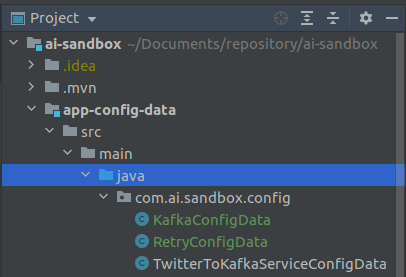 Project
ai-sandbox ~/Documents/repository/ai-sandbox
.idea
.mvn
app-config-data
src
main
java
com.ai.sandbox.config
KafkaConfigData
RetryConfigData
TwitterToKafkaServiceConfigData